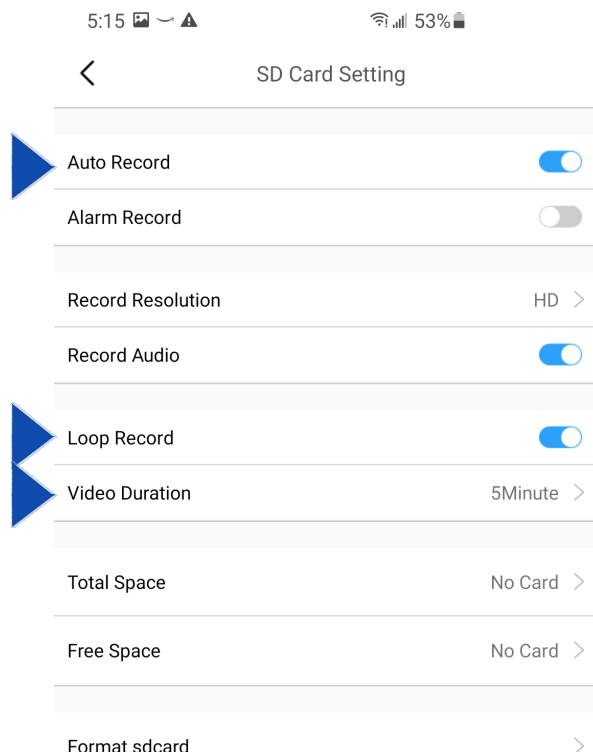 5:15 53%
SD Card Setting
Auto Record
Alarm Record
Record Resolution HD
Record Audio
Loop Record
Video Duration 5Minute
Total Space No Card
Free Space No Card
Format sdcard